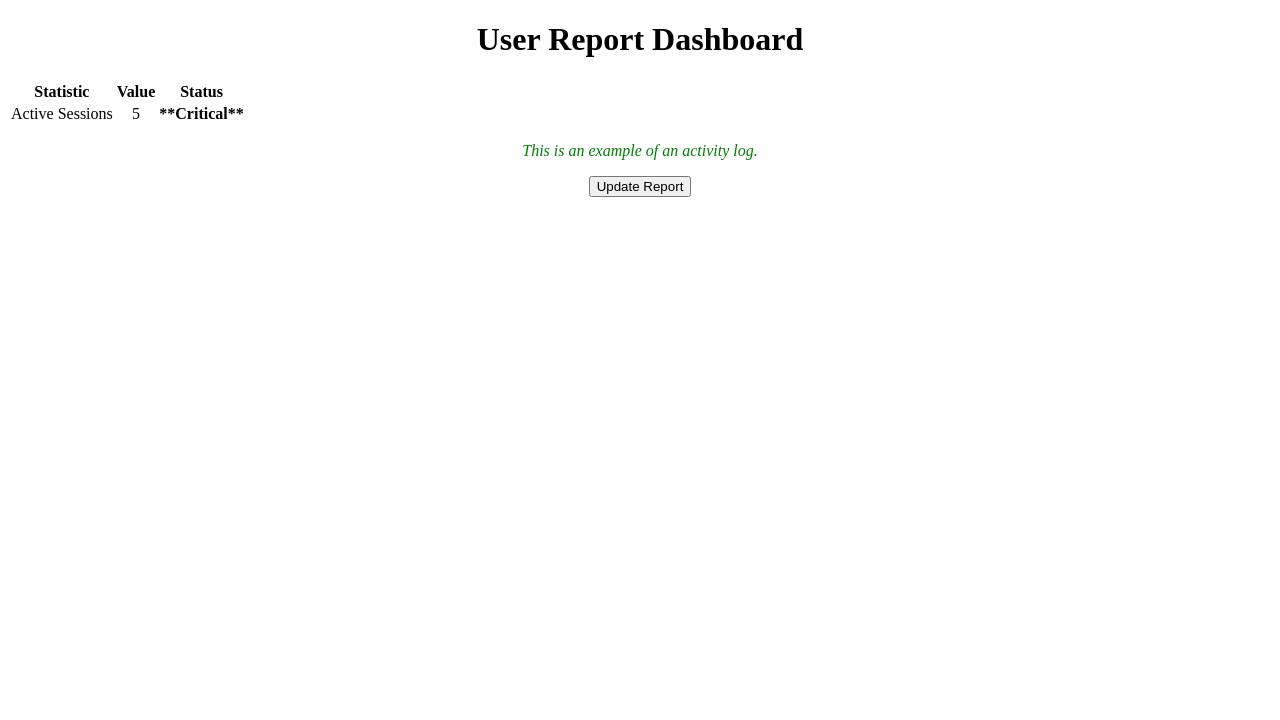 User Report Dashboard
Statistic Value Status
Active Sessions 5 **Critical**
This is an example of an activity log.
Update Report